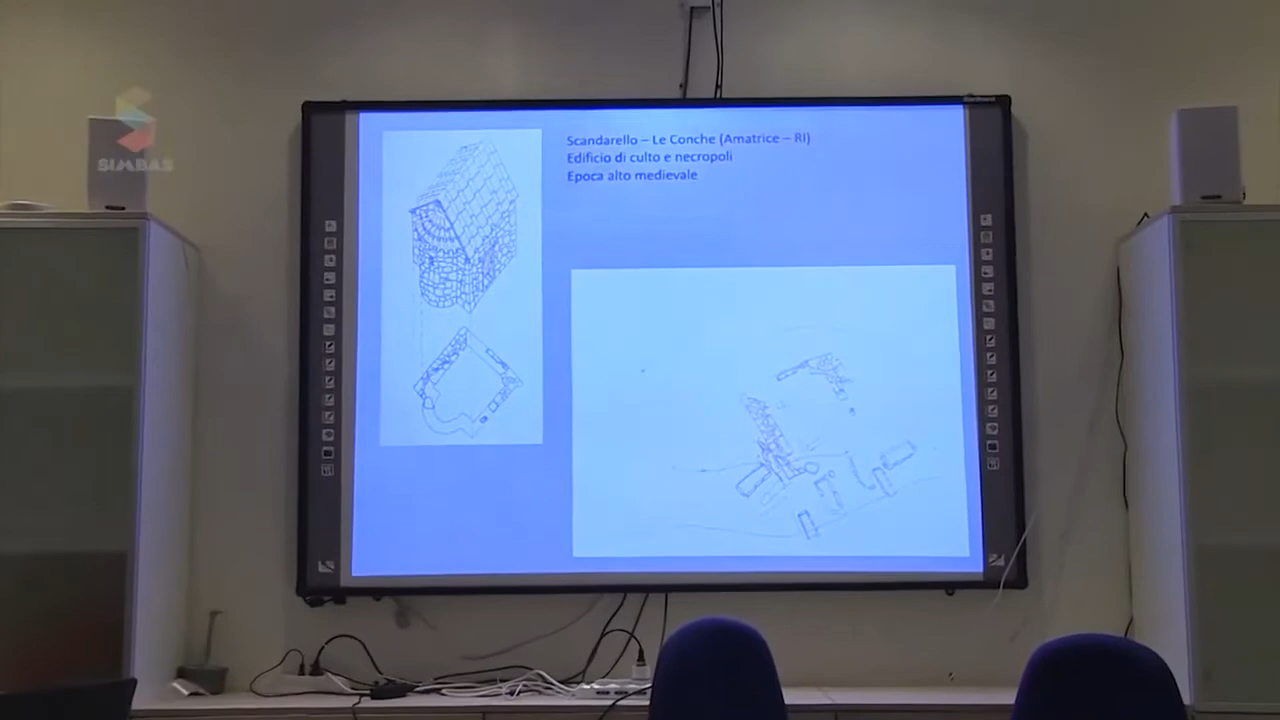 SIMBAS
Scandarello – Le Conche (Amatrice – RI)
Edificio di culto e necropoli
Epoca alto medievale